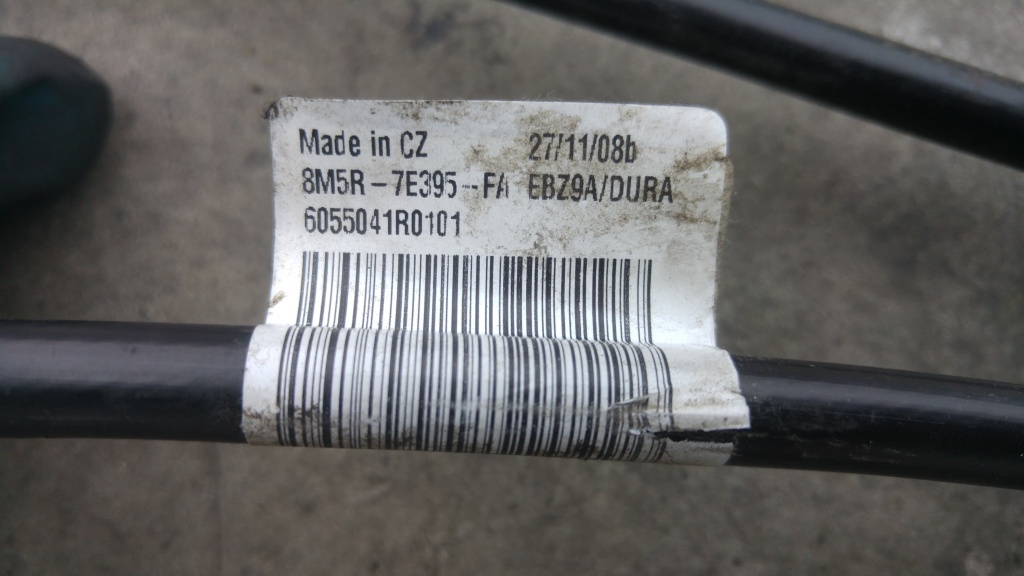 Made in CZ 27/11/08b
8M5R-7E395-FA EBZ9A/DURA
6055041R0101